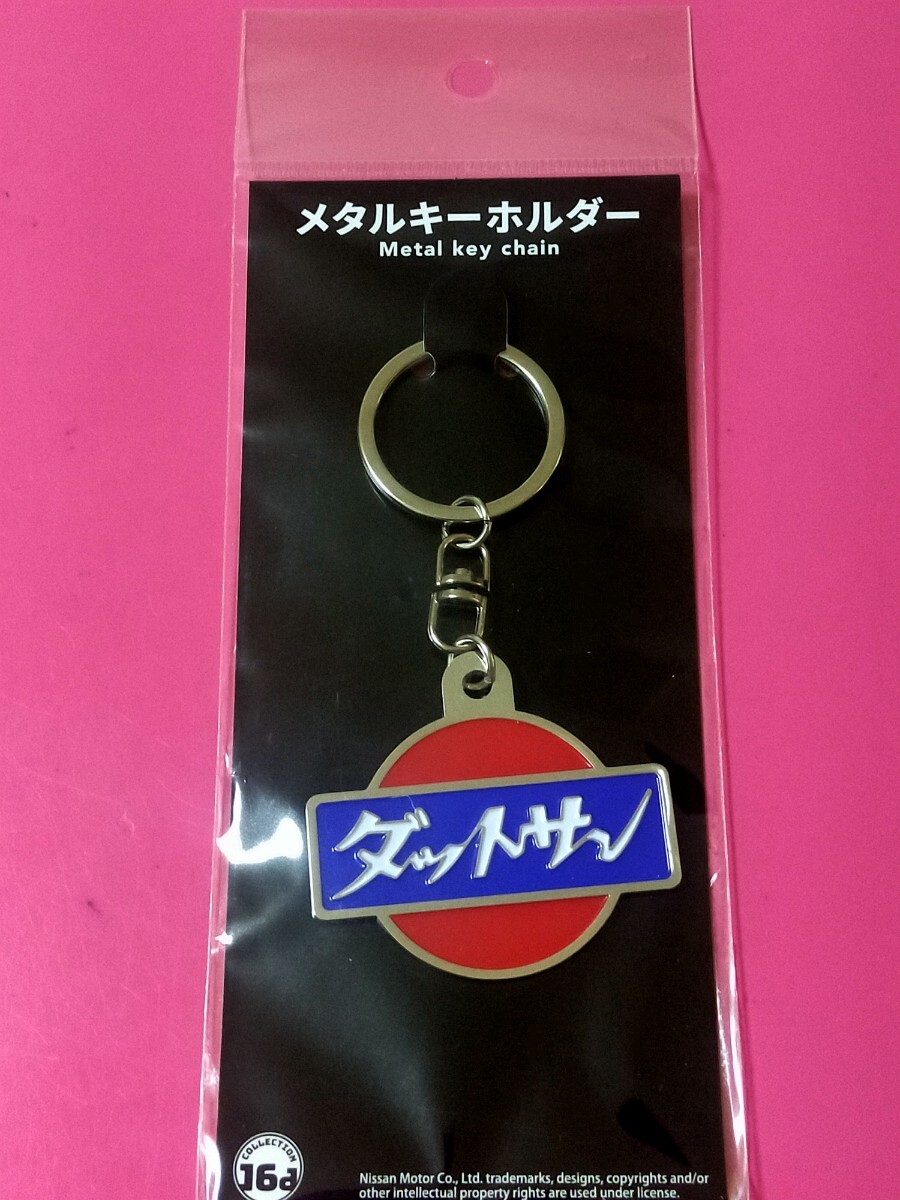 メタルキーホルダー
Metal key chain
ダットサン
COLLECTION
J6d
Nissan Motor Co., Ltd. trademarks, designs, copyrights and/or
other intellectual property rights are used under license.